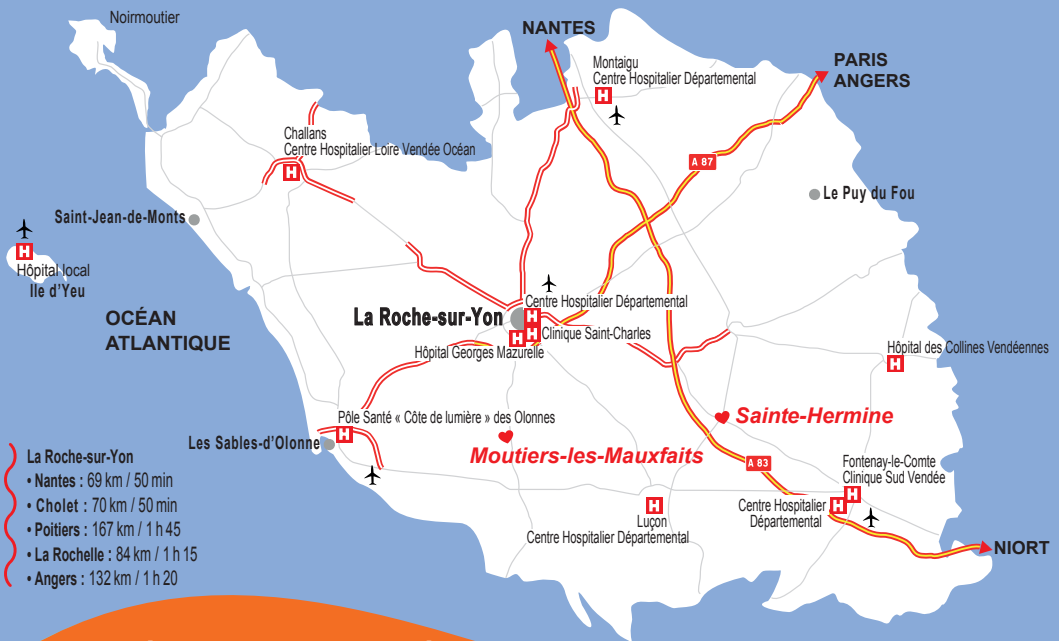 Noirmoutier
NANTES
Montaigu
Centre Hospitalier Départemental
PARIS
ANGERS
Challans
Centre Hospitalier Loire Vendée Océan
H
H
A 87
Le Puy du Fou
Saint-Jean-de-Monts
H
Hôpital local
Ile d'Yeu
OCÉAN
ATLANTIQUE
La Roche-sur-Yon
Centre Hospitalier Départemental
H
H Clinique Saint-Charles
H
Hôpital Georges Mazurelle
Hôpital des Collines Vendéennes
H
Pôle Santé « Côte de lumière » des Olonnes
H
Les Sables-d'Olonne
Sainte-Hermine
Moutiers-les-Mauxfaits
A 83
Fontenay-le-Comte
Clinique Sud Vendée
H
Centre Hospitalier
Départemental
H
H
Luçon
Centre Hospitalier Départemental
NIORT
La Roche-sur-Yon
• Nantes : 69 km / 50 min
• Cholet : 70 km / 50 min
• Poitiers : 167 km / 1 h 45
• La Rochelle : 84 km / 1 h 15
• Angers : 132 km / 1 h 20